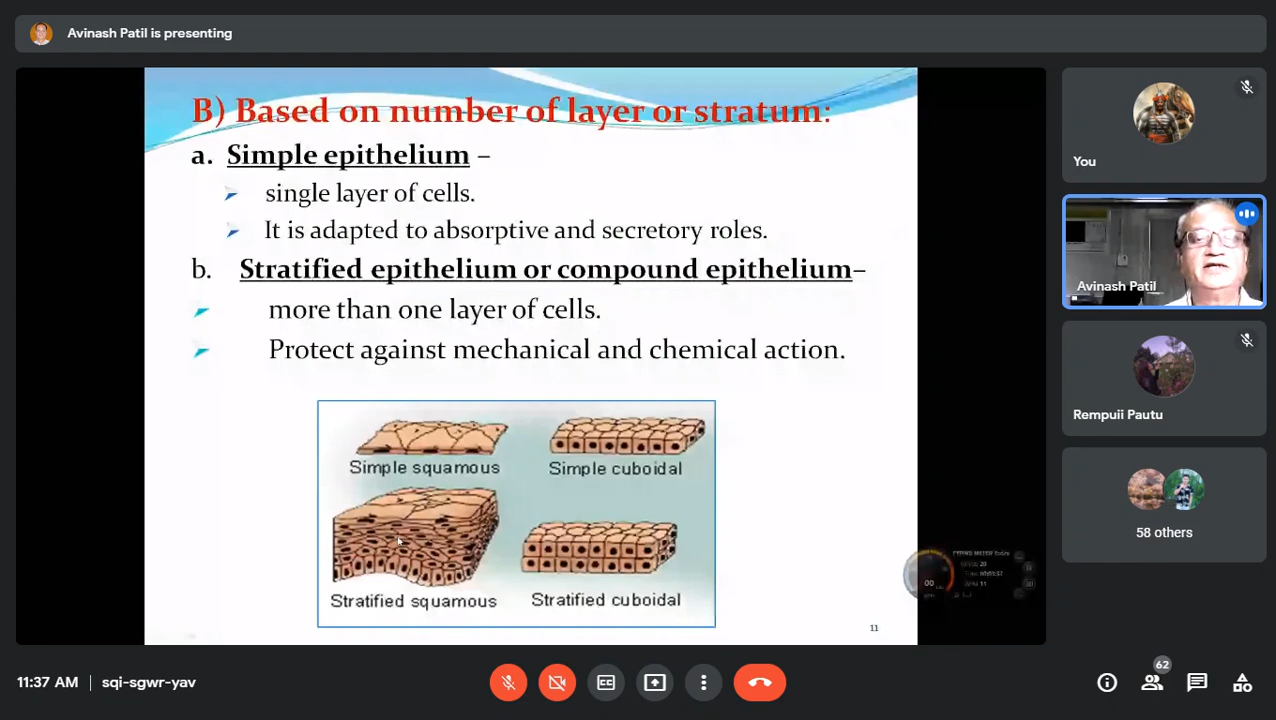 Avinash Patil is presenting
B) Based on number of layer or stratum:
a. Simple epithelium –
single layer of cells.
It is adapted to absorptive and secretory roles.
b. Stratified epithelium or compound epithelium–
more than one layer of cells.
Protect against mechanical and chemical action.
Simple squamous
Simple cuboidal
Stratified squamous
Stratified cuboidal
11
00
You
Avinash Patil
Rempuii Pautu
58 others
11:37 AM | sqi-sgwr-yav
CC
62